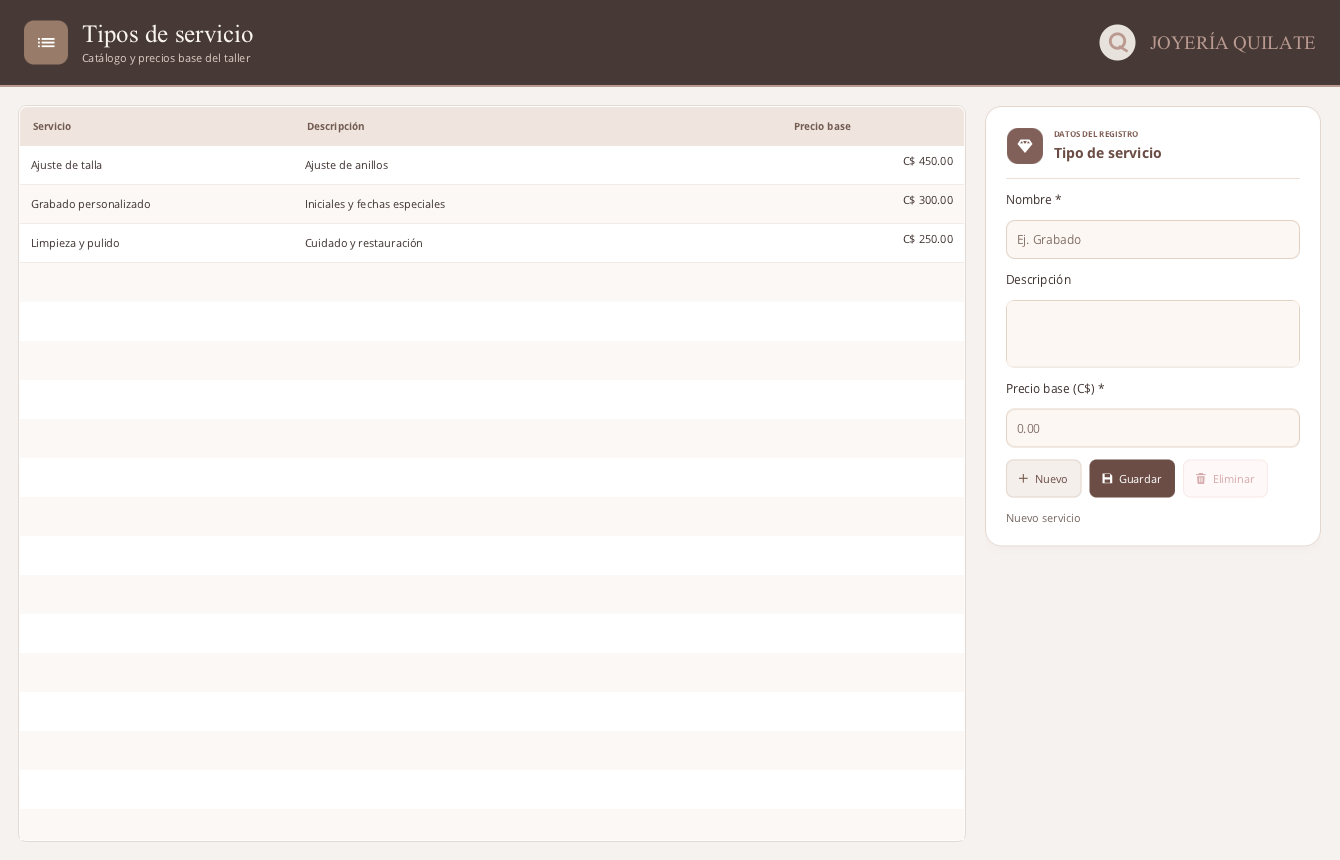 Tipos de servicio
Catálogo y precios base del taller
JOYERÍA QUILATE
Servicio Descripción Precio base
Ajuste de talla Ajuste de anillos C$ 450.00
Grabado personalizado Iniciales y fechas especiales C$ 300.00
Limpieza y pulido Cuidado y restauración C$ 250.00
DATOS DEL REGISTRO
Tipo de servicio
Nombre *
Ej. Grabado
Descripción
Precio base (C$) *
0.00
Nuevo Guardar Eliminar
Nuevo servicio